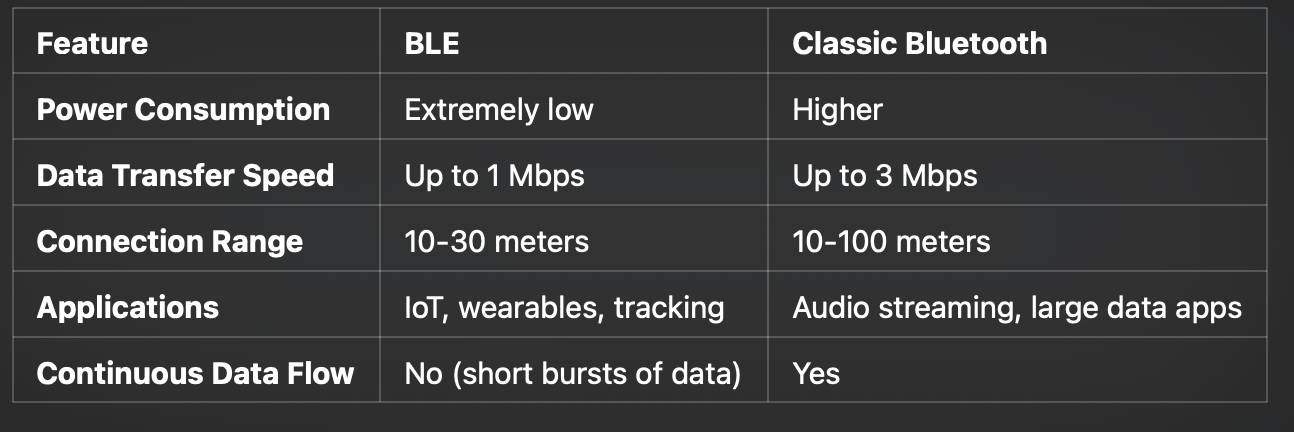 Feature BLE Classic Bluetooth
Power Consumption Extremely low Higher
Data Transfer Speed Up to 1 Mbps Up to 3 Mbps
Connection Range 10-30 meters 10-100 meters
Applications IoT, wearables, tracking Audio streaming, large data apps
Continuous Data Flow No (short bursts of data) Yes